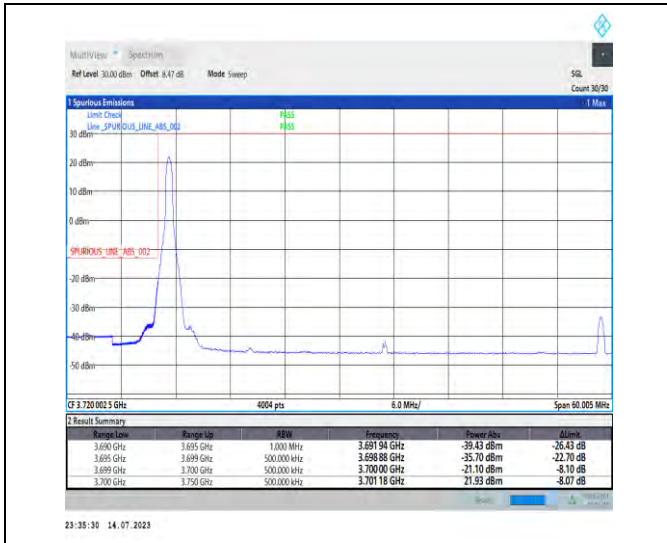 MultiView Spectrum
Ref Level 30.00 dBm Offset 8.47 dB Mode Sweep SGL
Count 30/30
1 Spurious Emissions 1 Max
Limit Check PASS
Line _SPURIOUS_LINE_ABS_002 PASS
30 dBm
20 dBm
10 dBm
0 dBm
_SPURIOUS_LINE_ABS_002
-20 dBm
-30 dBm
-40 dBm
-50 dBm
CF 3.720 002 5 GHz 4004 pts 6.0 MHz/ Span 60.005 MHz
2 Result Summary
Range Low Range Up RBW Frequency Power Abs ΔLimit
3.690 GHz 3.695 GHz 1.000 MHz 3.691 94 GHz -39.43 dBm -26.43 dB
3.695 GHz 3.699 GHz 500.000 kHz 3.698 88 GHz -35.70 dBm -22.70 dB
3.699 GHz 3.700 GHz 500.000 kHz 3.700 00 GHz -21.10 dBm -8.10 dB
3.700 GHz 3.750 GHz 500.000 kHz 3.701 18 GHz 21.93 dBm -8.07 dB
23:35:30 14.07.2023